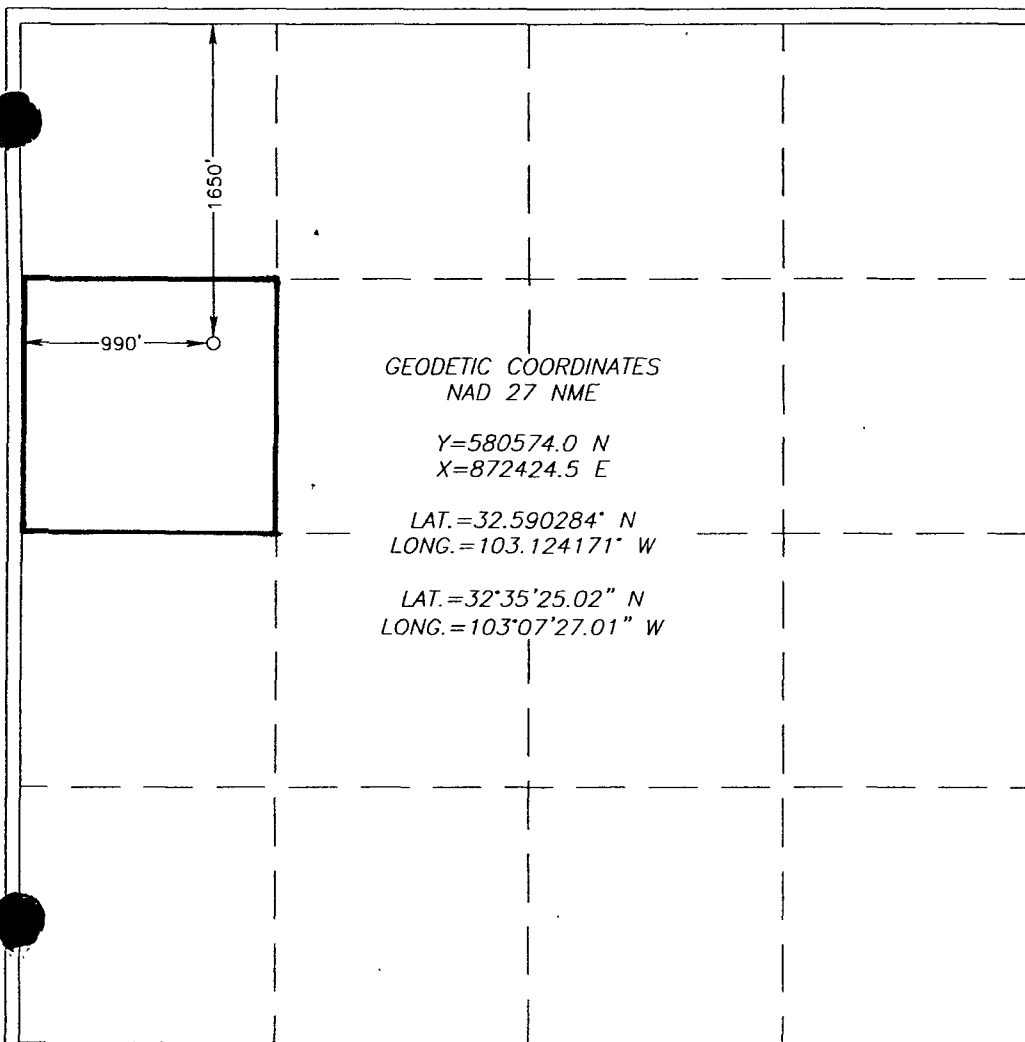 1650'
990'
GEODETIC COORDINATES
NAD 27 NME
Y=580574.0 N
X=872424.5 E
LAT.=32.590284° N
LONG.=103.124171° W
LAT.=32°35'25.02" N
LONG.=103°07'27.01" W